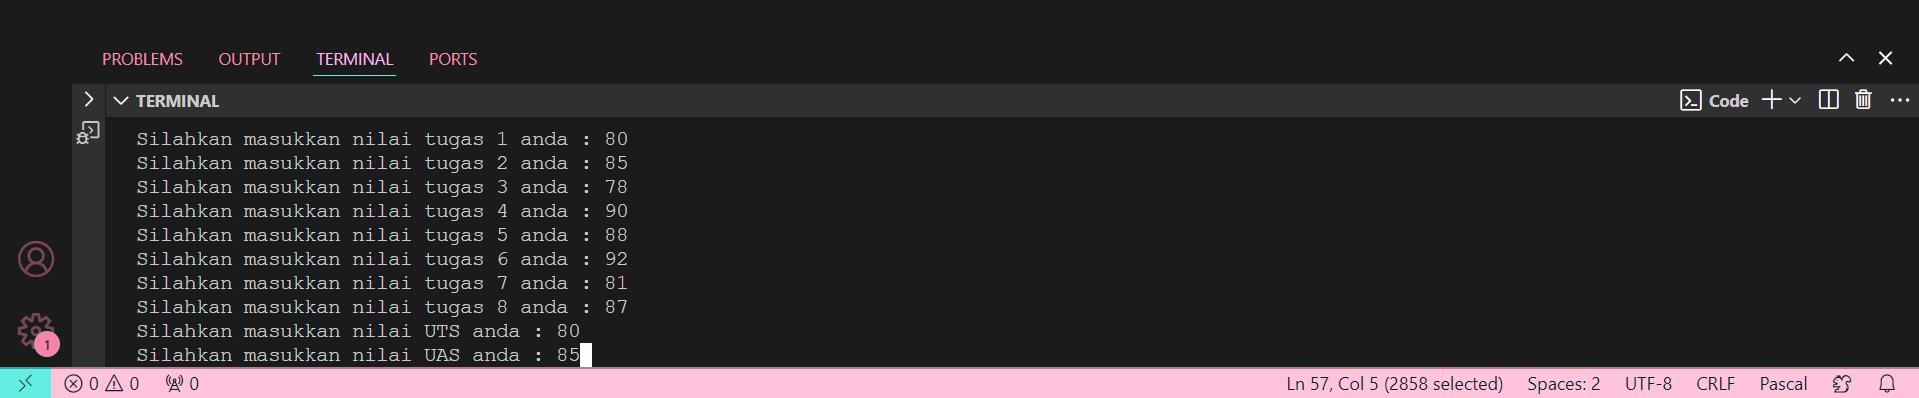 PROBLEMS OUTPUT TERMINAL PORTS
TERMINAL
Code
Silahkan masukkan nilai tugas 1 anda : 80
Silahkan masukkan nilai tugas 2 anda : 85
Silahkan masukkan nilai tugas 3 anda : 78
Silahkan masukkan nilai tugas 4 anda : 90
Silahkan masukkan nilai tugas 5 anda : 88
Silahkan masukkan nilai tugas 6 anda : 92
Silahkan masukkan nilai tugas 7 anda : 81
Silahkan masukkan nilai tugas 8 anda : 87
Silahkan masukkan nilai UTS anda : 80
Silahkan masukkan nilai UAS anda : 85
1
0 0 0 Ln 57, Col 5 (2858 selected) Spaces: 2 UTF-8 CRLF Pascal